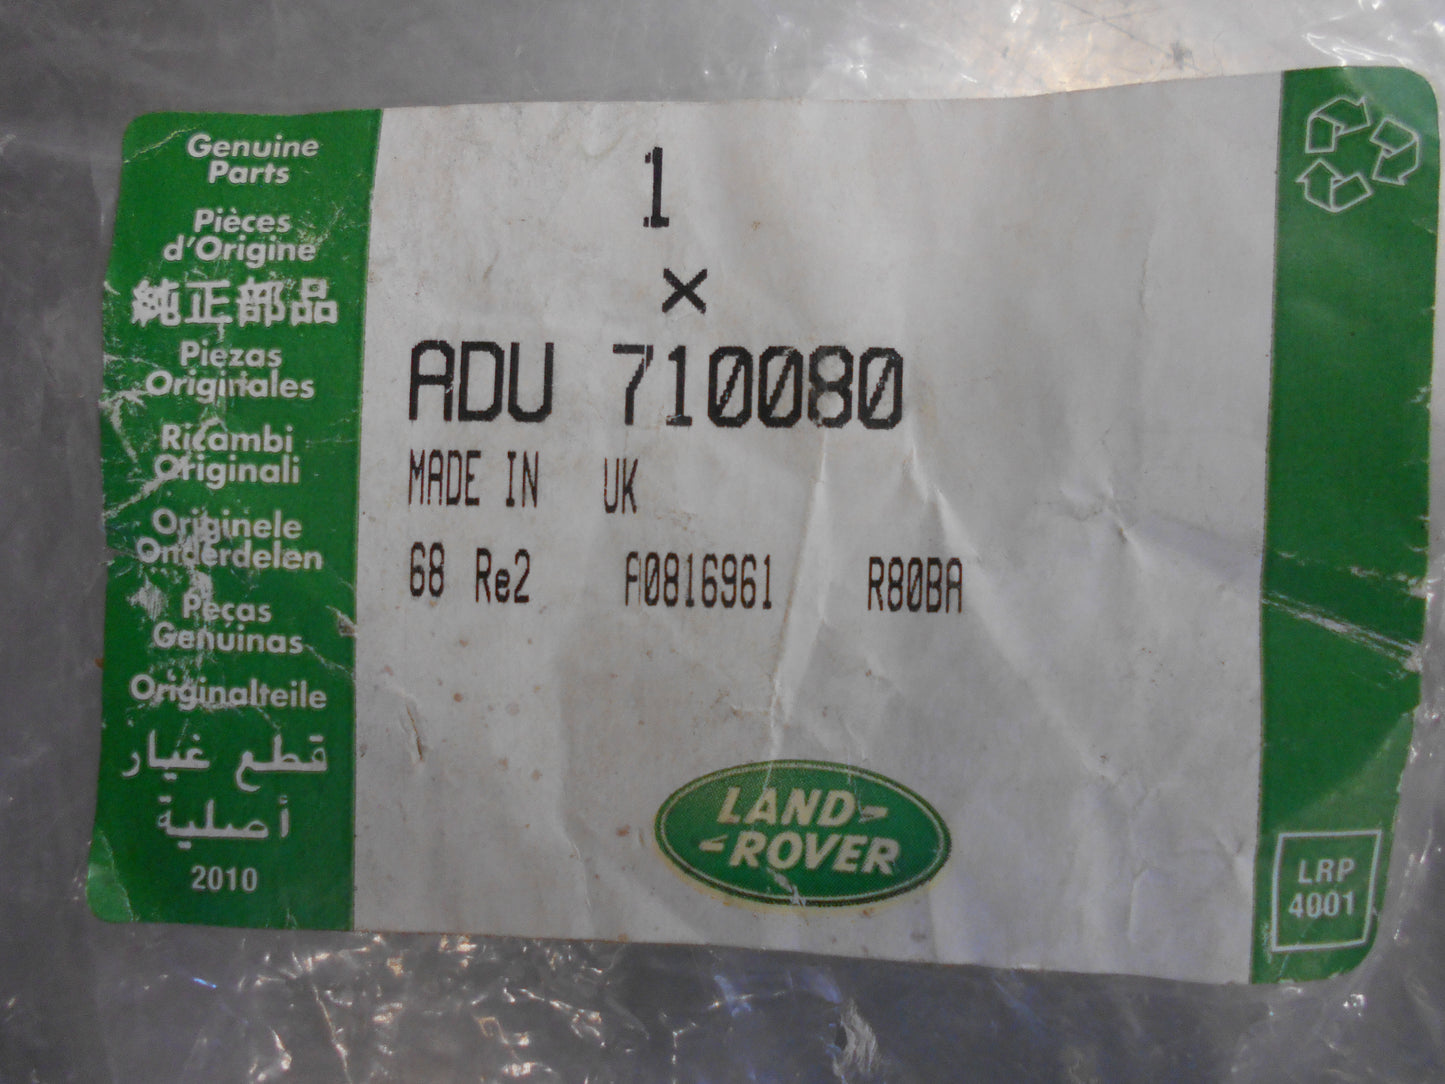 Genuine
Parts
Pièces
d'Origine
純正部品
Piezas
Originales
Ricambi
Originali
Originele
Onderdelen
Peças
Genuinas
Originalteile
قطع غيار
أصلية
2010
1
×
ADU 710080
MADE IN UK
68 Re2 A0816961 R80BA
LAND-
-ROVER
LRP
4001